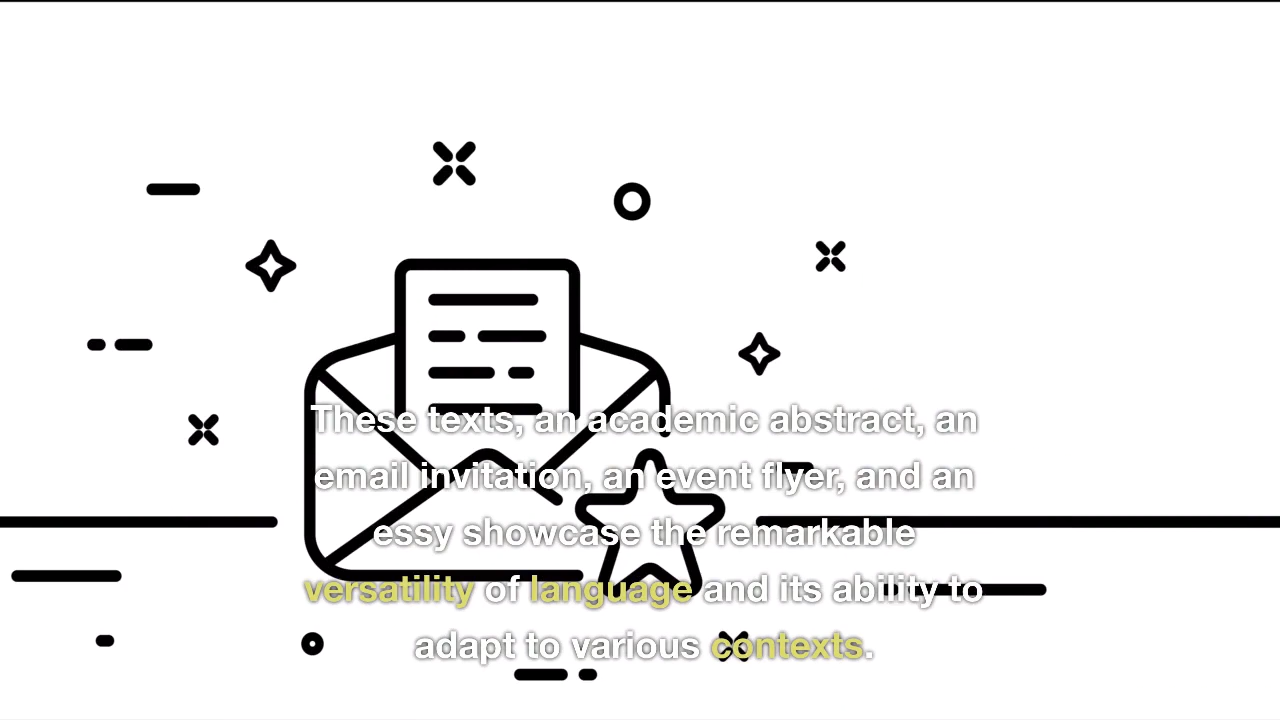 These texts, an academic abstract, an
email invitation, an event flyer, and an
essy showcase the remarkable
versatility of language and its ability to
adapt to various contexts.